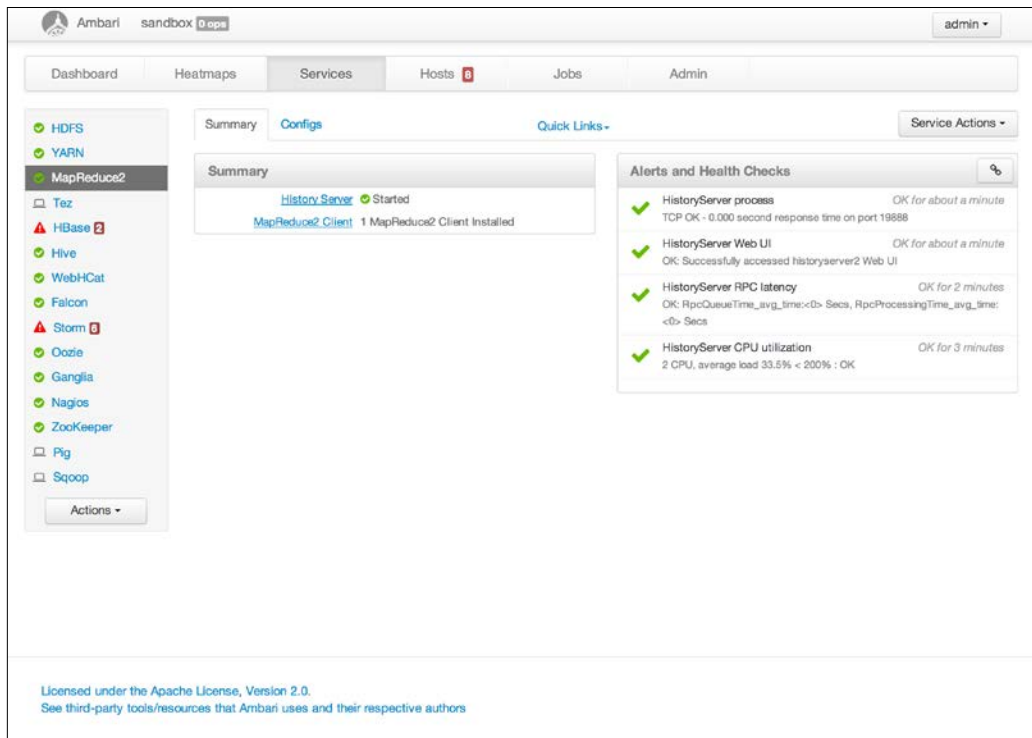 Ambari sandbox 0 ops admin
Dashboard Heatmaps Services Hosts 8 Jobs Admin
HDFS
YARN
MapReduce2
Tez
HBase 2
Hive
WebHCat
Falcon
Storm 6
Oozie
Ganglia
Nagios
ZooKeeper
Pig
Sqoop
Actions
Summary Configs Quick Links Service Actions
Summary
History Server Started
MapReduce2 Client 1 MapReduce2 Client Installed
Alerts and Health Checks
HistoryServer process OK for about a minute
TCP OK - 0.000 second response time on port 19888
HistoryServer Web UI OK for about a minute
OK: Successfully accessed historyserver2 Web UI
HistoryServer RPC latency OK for 2 minutes
OK: RpcQueueTime_avg_time:<0> Secs, RpcProcessingTime_avg_time:
<0> Secs
HistoryServer CPU utilization OK for 3 minutes
2 CPU, average load 33.5% < 200% : OK
Licensed under the Apache License, Version 2.0.
See third-party tools/resources that Ambari uses and their respective authors